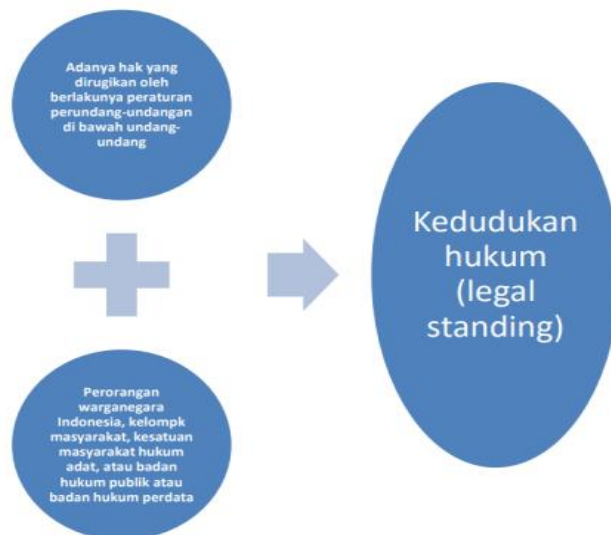 Adanya hak yang
dirugikan oleh
berlakunya peraturan
perundang-undangan
di bawah undang-
undang
Kedudukan
hukum
(legal
standing)
Perorangan
warganegara
Indonesia, kelompk
masyarakat, kesatuan
masyarakat hukum
adat, atau badan
hukum publik atau
badan hukum perdata